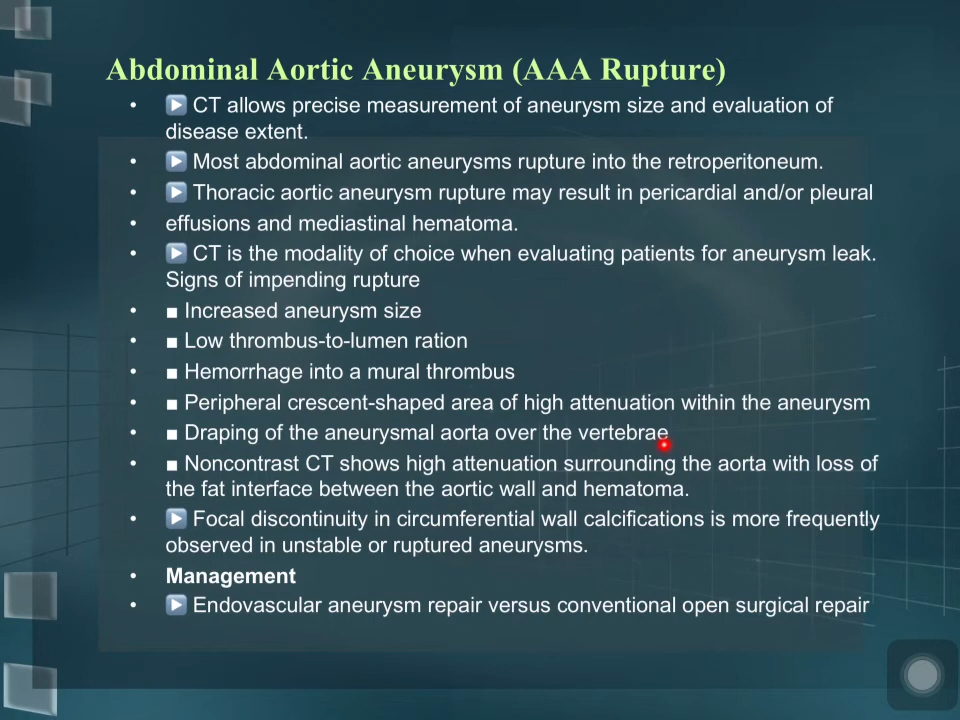 Abdominal Aortic Aneurysm (AAA Rupture)
• ▶ CT allows precise measurement of aneurysm size and evaluation of
disease extent.
• ▶ Most abdominal aortic aneurysms rupture into the retroperitoneum.
• ▶ Thoracic aortic aneurysm rupture may result in pericardial and/or pleural
• effusions and mediastinal hematoma.
• ▶ CT is the modality of choice when evaluating patients for aneurysm leak.
Signs of impending rupture
• ■ Increased aneurysm size
• ■ Low thrombus-to-lumen ration
• ■ Hemorrhage into a mural thrombus
• ■ Peripheral crescent-shaped area of high attenuation within the aneurysm
• ■ Draping of the aneurysmal aorta over the vertebrae
• ■ Noncontrast CT shows high attenuation surrounding the aorta with loss of
the fat interface between the aortic wall and hematoma.
• ▶ Focal discontinuity in circumferential wall calcifications is more frequently
observed in unstable or ruptured aneurysms.
• Management
• ▶ Endovascular aneurysm repair versus conventional open surgical repair